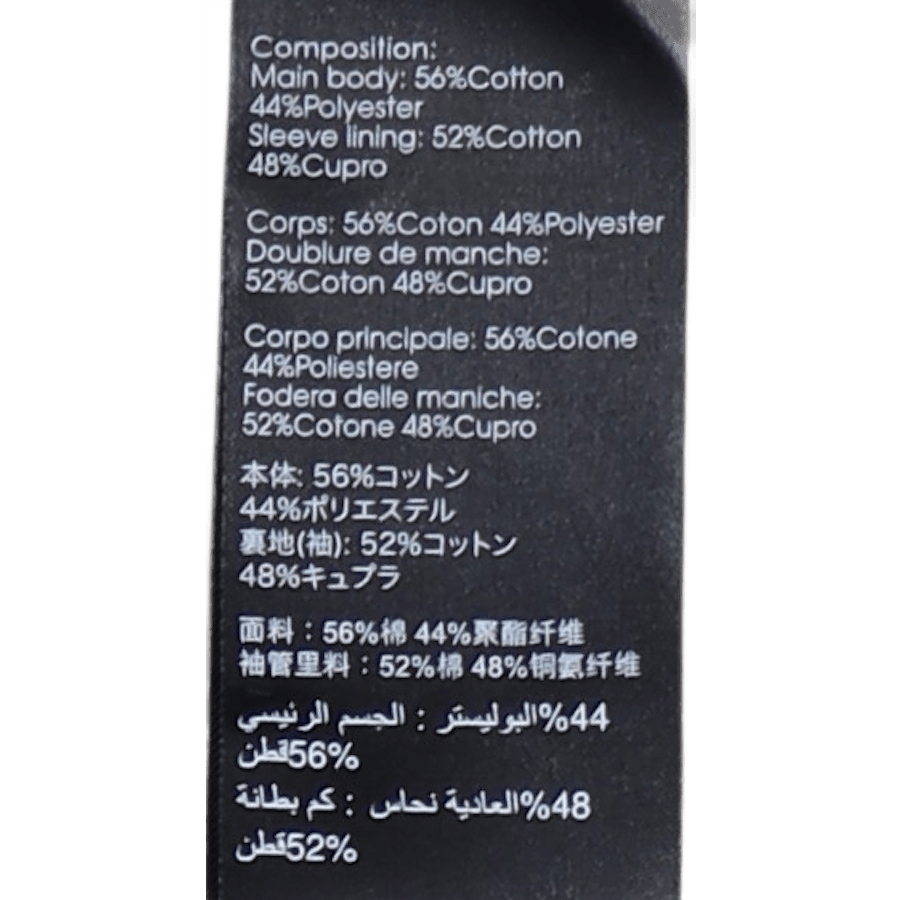 Composition:
Main body: 56%Cotton
44%Polyester
Sleeve lining: 52%Cotton
48%Cupro
Corps: 56%Coton 44%Polyester
Doublure de manche:
52%Coton 48%Cupro
Corpo principale: 56%Cotone
44%Poliestere
Fodera delle maniche:
52%Cotone 48%Cupro
本体: 56%コットン
44%ポリエステル
裏地(袖): 52%コットン
48%キュプラ
面料：56%棉 44%聚酯纤维
袖管里料：52%棉 48%铜氨纤维
44%البوليستر : الجسم الرئيسي
56%قطن
48%العادية نحاس : كم بطانة
52%قطن